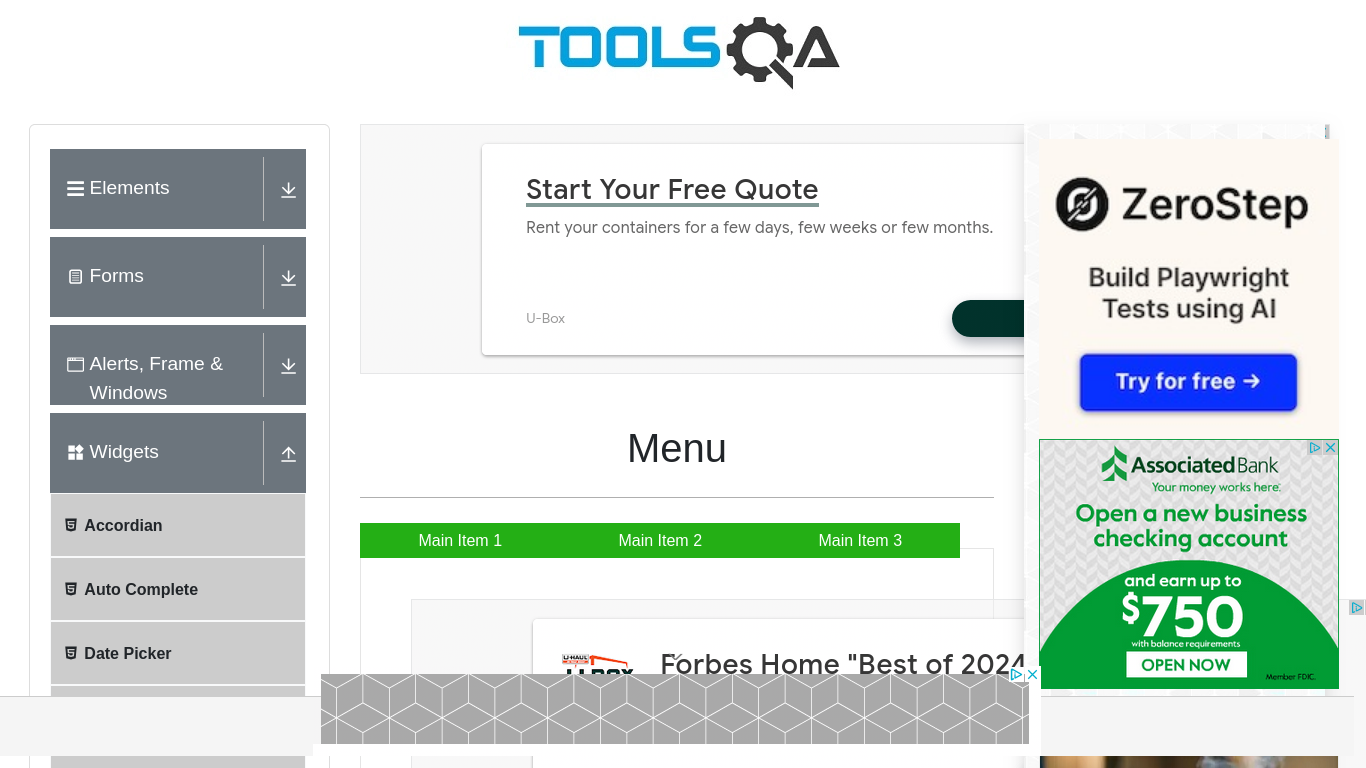 TOOLSQA
Elements
Forms
Alerts, Frame &
Windows
Widgets
Accordian
Auto Complete
Date Picker
Start Your Free Quote
Rent your containers for a few days, few weeks or few months.
U-Box
Menu
Main Item 1
Main Item 2
Main Item 3
U-HAUL
U-BOX
Forbes Home "Best of 2024
ZeroStep
Build Playwright
Tests using AI
Try for free →
Associated Bank
Your money works here.
Open a new business
checking account
and earn up to
$750
with balance requirements
OPEN NOW
Member FDIC.